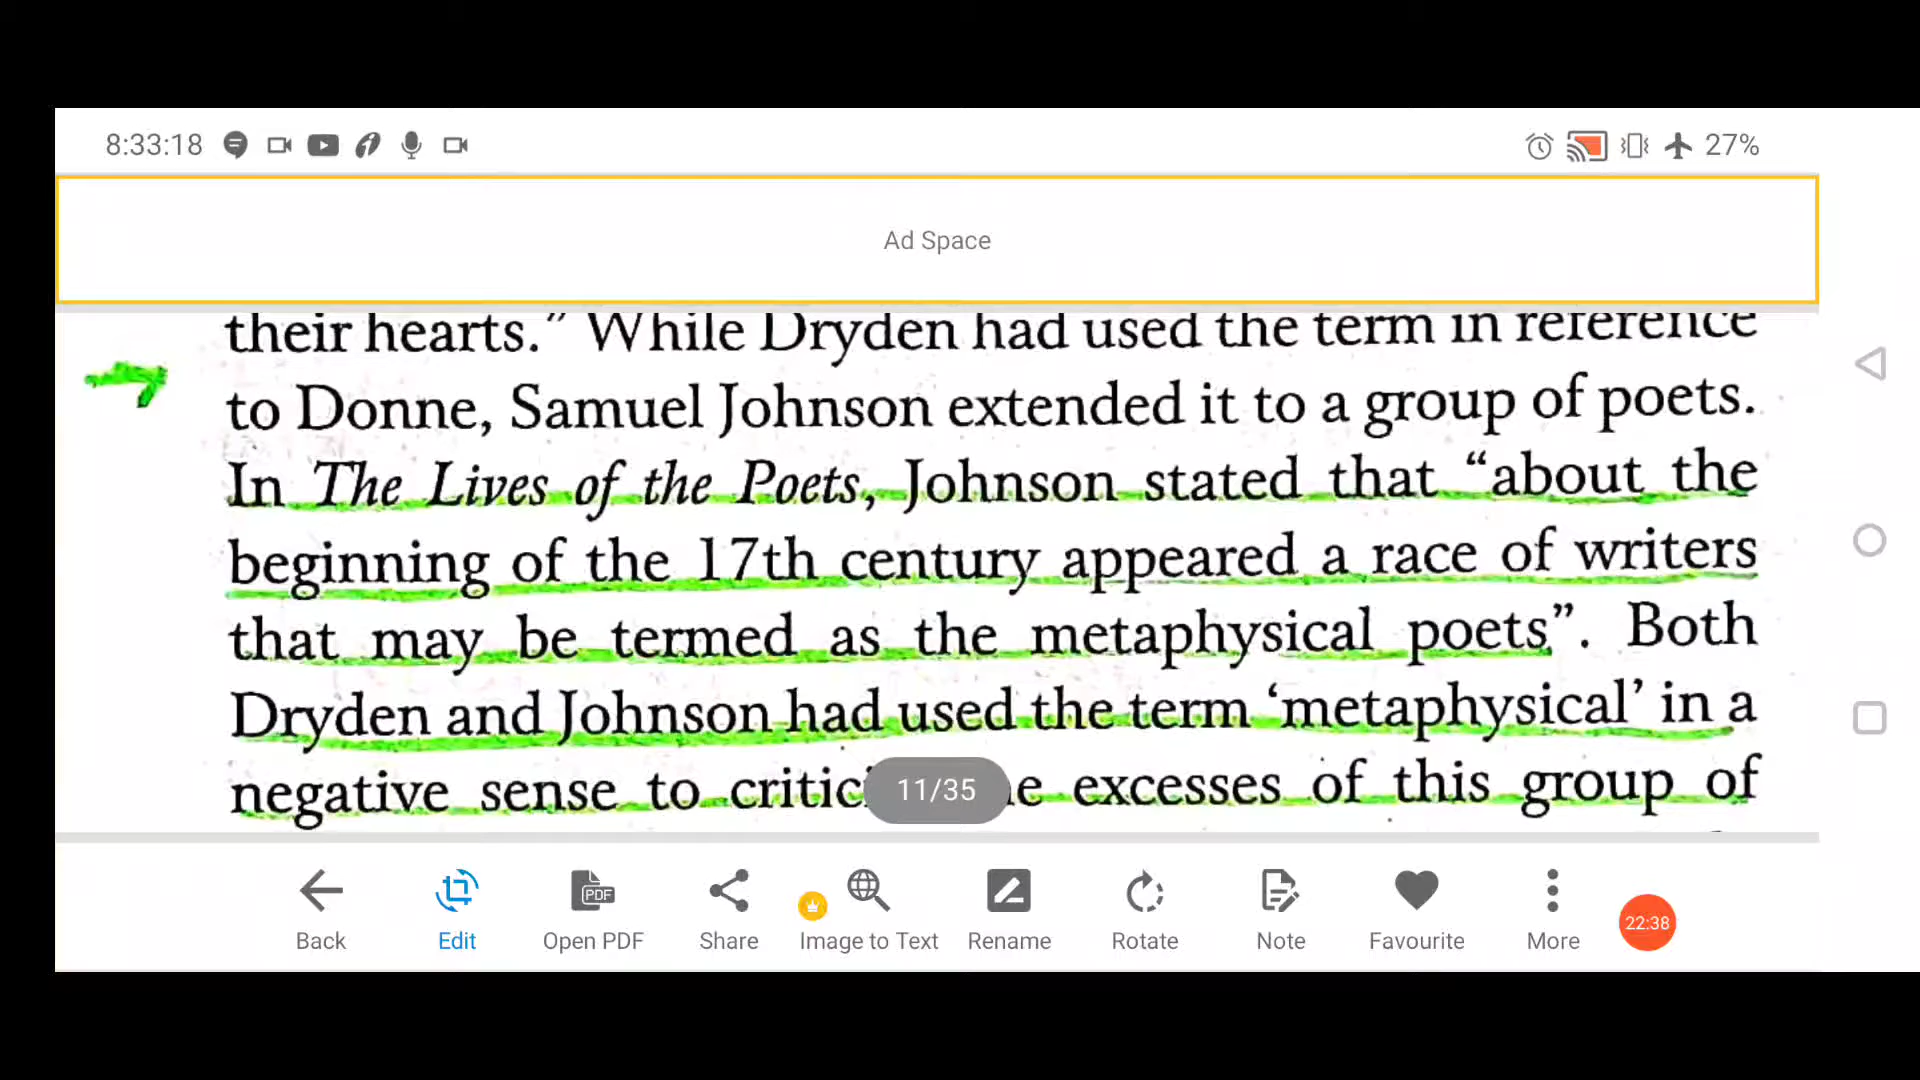 8:33:18
27%
Ad Space
their hearts.” While Dryden had used the term in reference
to Donne, Samuel Johnson extended it to a group of poets.
In The Lives of the Poets, Johnson stated that “about the
beginning of the 17th century appeared a race of writers
that may be termed as the metaphysical poets”. Both
Dryden and Johnson had used the term ‘metaphysical’ in a
negative sense to critic e excesses of this group of
11/35
Back Edit Open PDF Share Image to Text Rename Rotate Note Favourite More
PDF
22:38